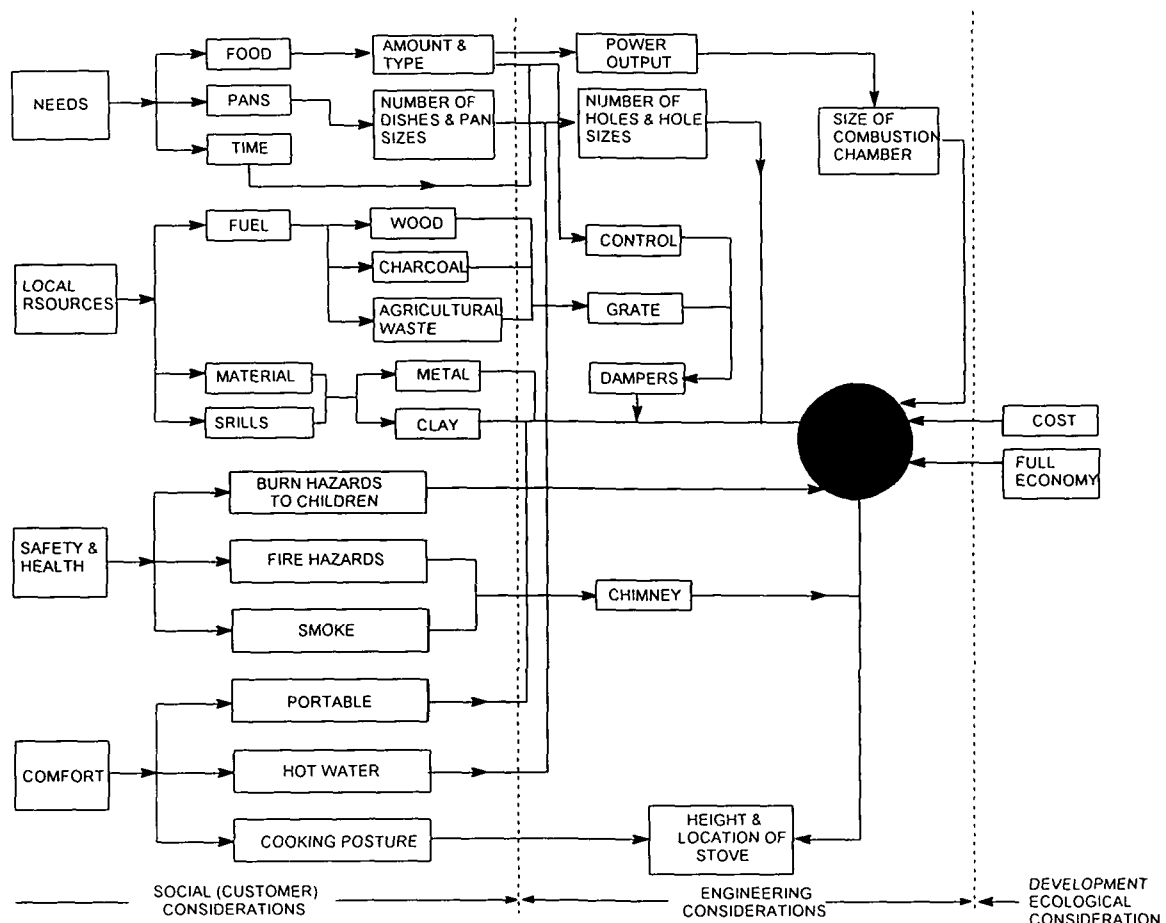 NEEDS
FOOD
PANS
TIME
AMOUNT &
TYPE
NUMBER OF
DISHES & PAN
SIZES
POWER
OUTPUT
NUMBER OF
HOLES & HOLE
SIZES
SIZE OF
COMBUSTION
CHAMBER
LOCAL
RSOURCES
FUEL
WOOD
CHARCOAL
AGRICULTURAL
WASTE
CONTROL
GRATE
DAMPERS
MATERIAL
SRILLS
METAL
CLAY
COST
FULL
ECONOMY
SAFETY &
HEALTH
BURN HAZARDS
TO CHILDREN
FIRE HAZARDS
SMOKE
CHIMNEY
COMFORT
PORTABLE
HOT WATER
COOKING POSTURE
HEIGHT &
LOCATION OF
STOVE
SOCIAL (CUSTOMER)
CONSIDERATIONS
ENGINEERING
CONSIDERATIONS
DEVELOPMENT
ECOLOGICAL
CONSIDERATION